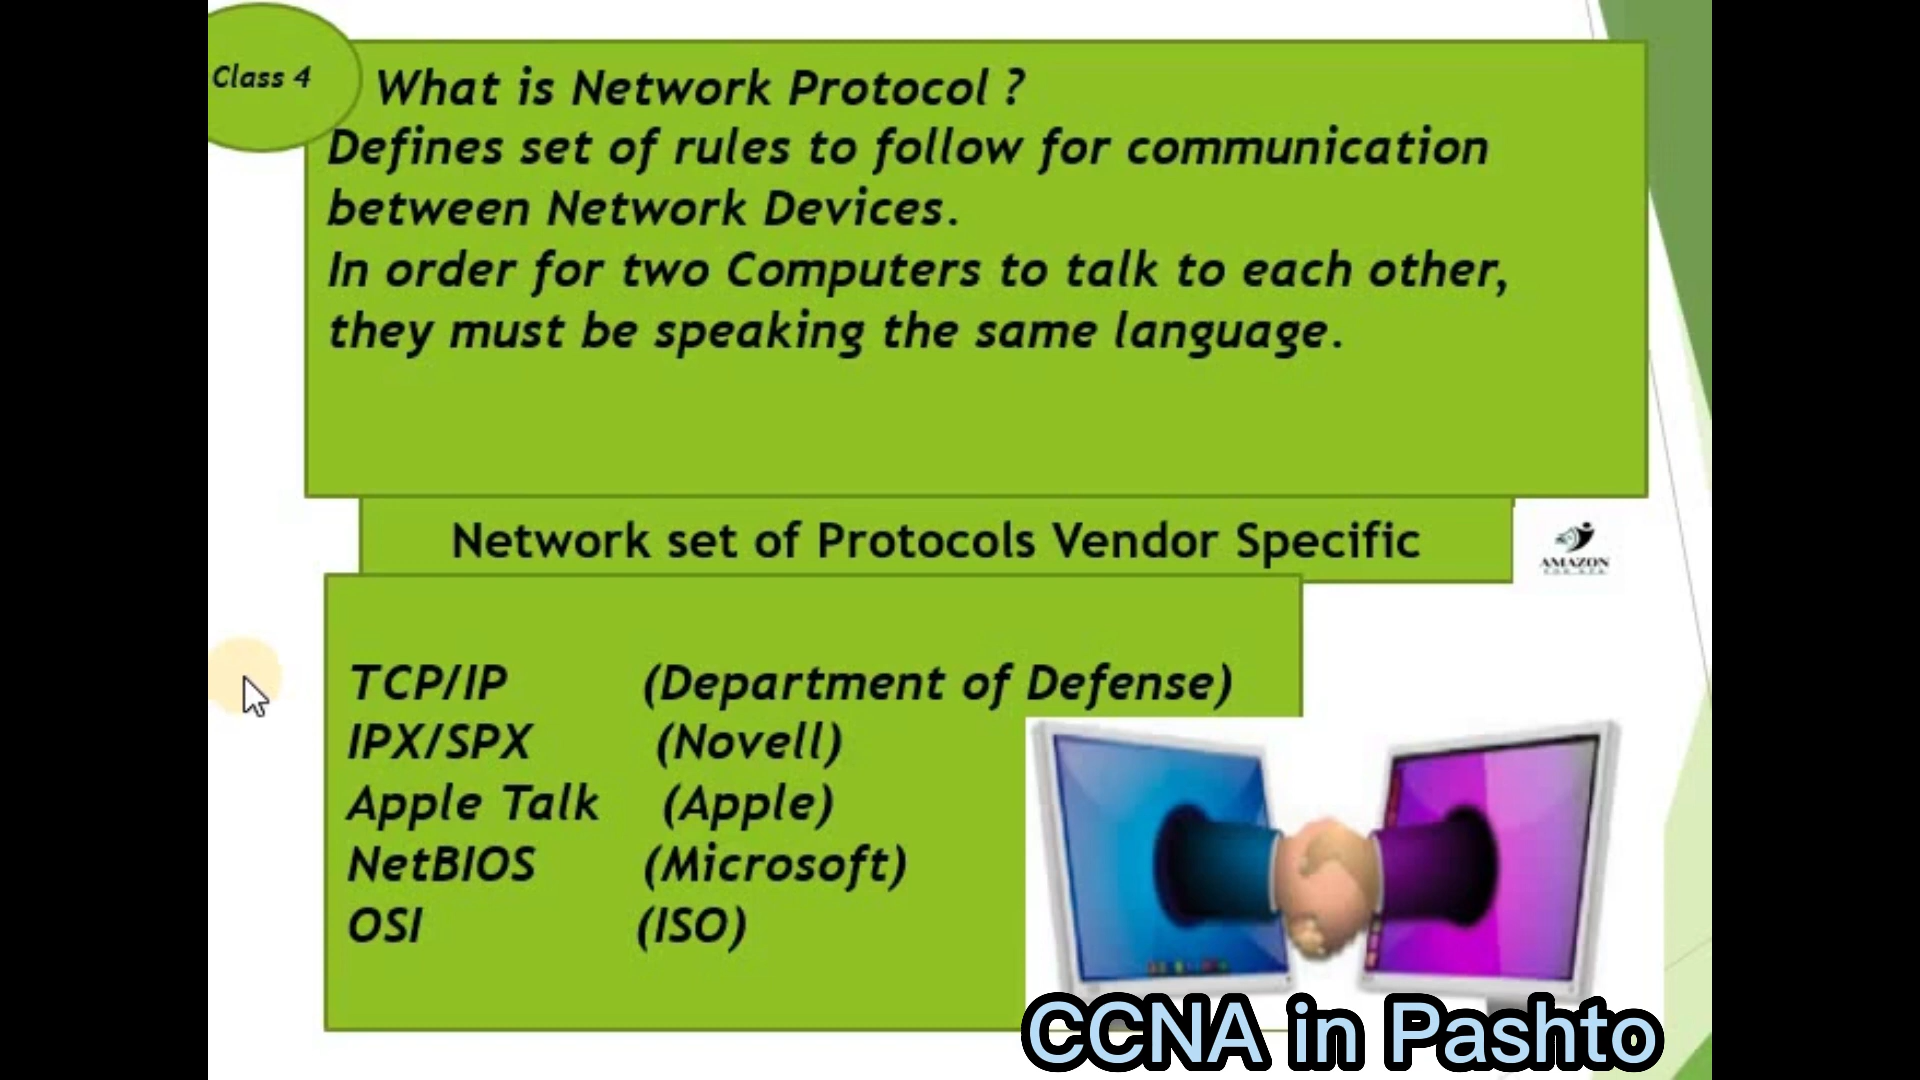 Class 4
What is Network Protocol ?
Defines set of rules to follow for communication
between Network Devices.
In order for two Computers to talk to each other,
they must be speaking the same language.
Network set of Protocols Vendor Specific
AMAZON
TCP/IP (Department of Defense)
IPX/SPX (Novell)
Apple Talk (Apple)
NetBIOS (Microsoft)
OSI (ISO)
CCNA in Pashto